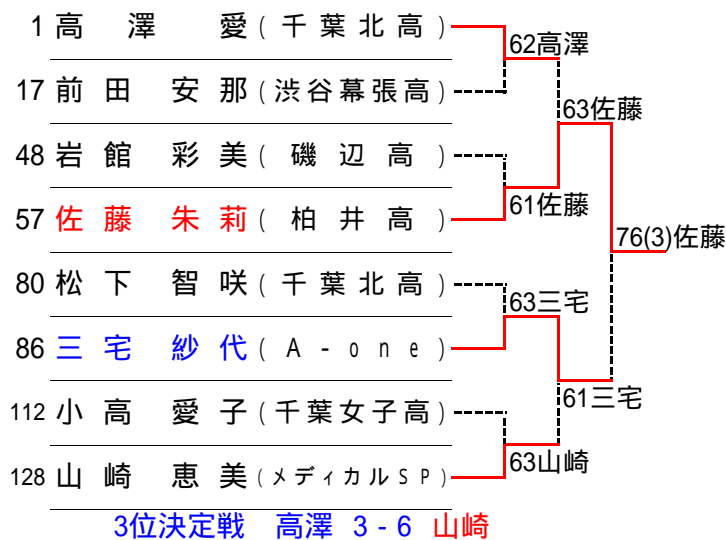 1 高澤 愛 (千葉北高)
62高澤
17 前田 安那 (渋谷幕張高)
63佐藤
48 岩館 彩美 (磯辺高)
61佐藤
57 佐藤 朱莉 (柏井高)
76(3)佐藤
80 松下 智咲 (千葉北高)
63三宅
86 三宅 紗代 (A-one)
61三宅
112 小高 愛子 (千葉女子高)
63山崎
128 山崎 恵美 (メディカルSP)
3位決定戦 高澤 3-6 山崎